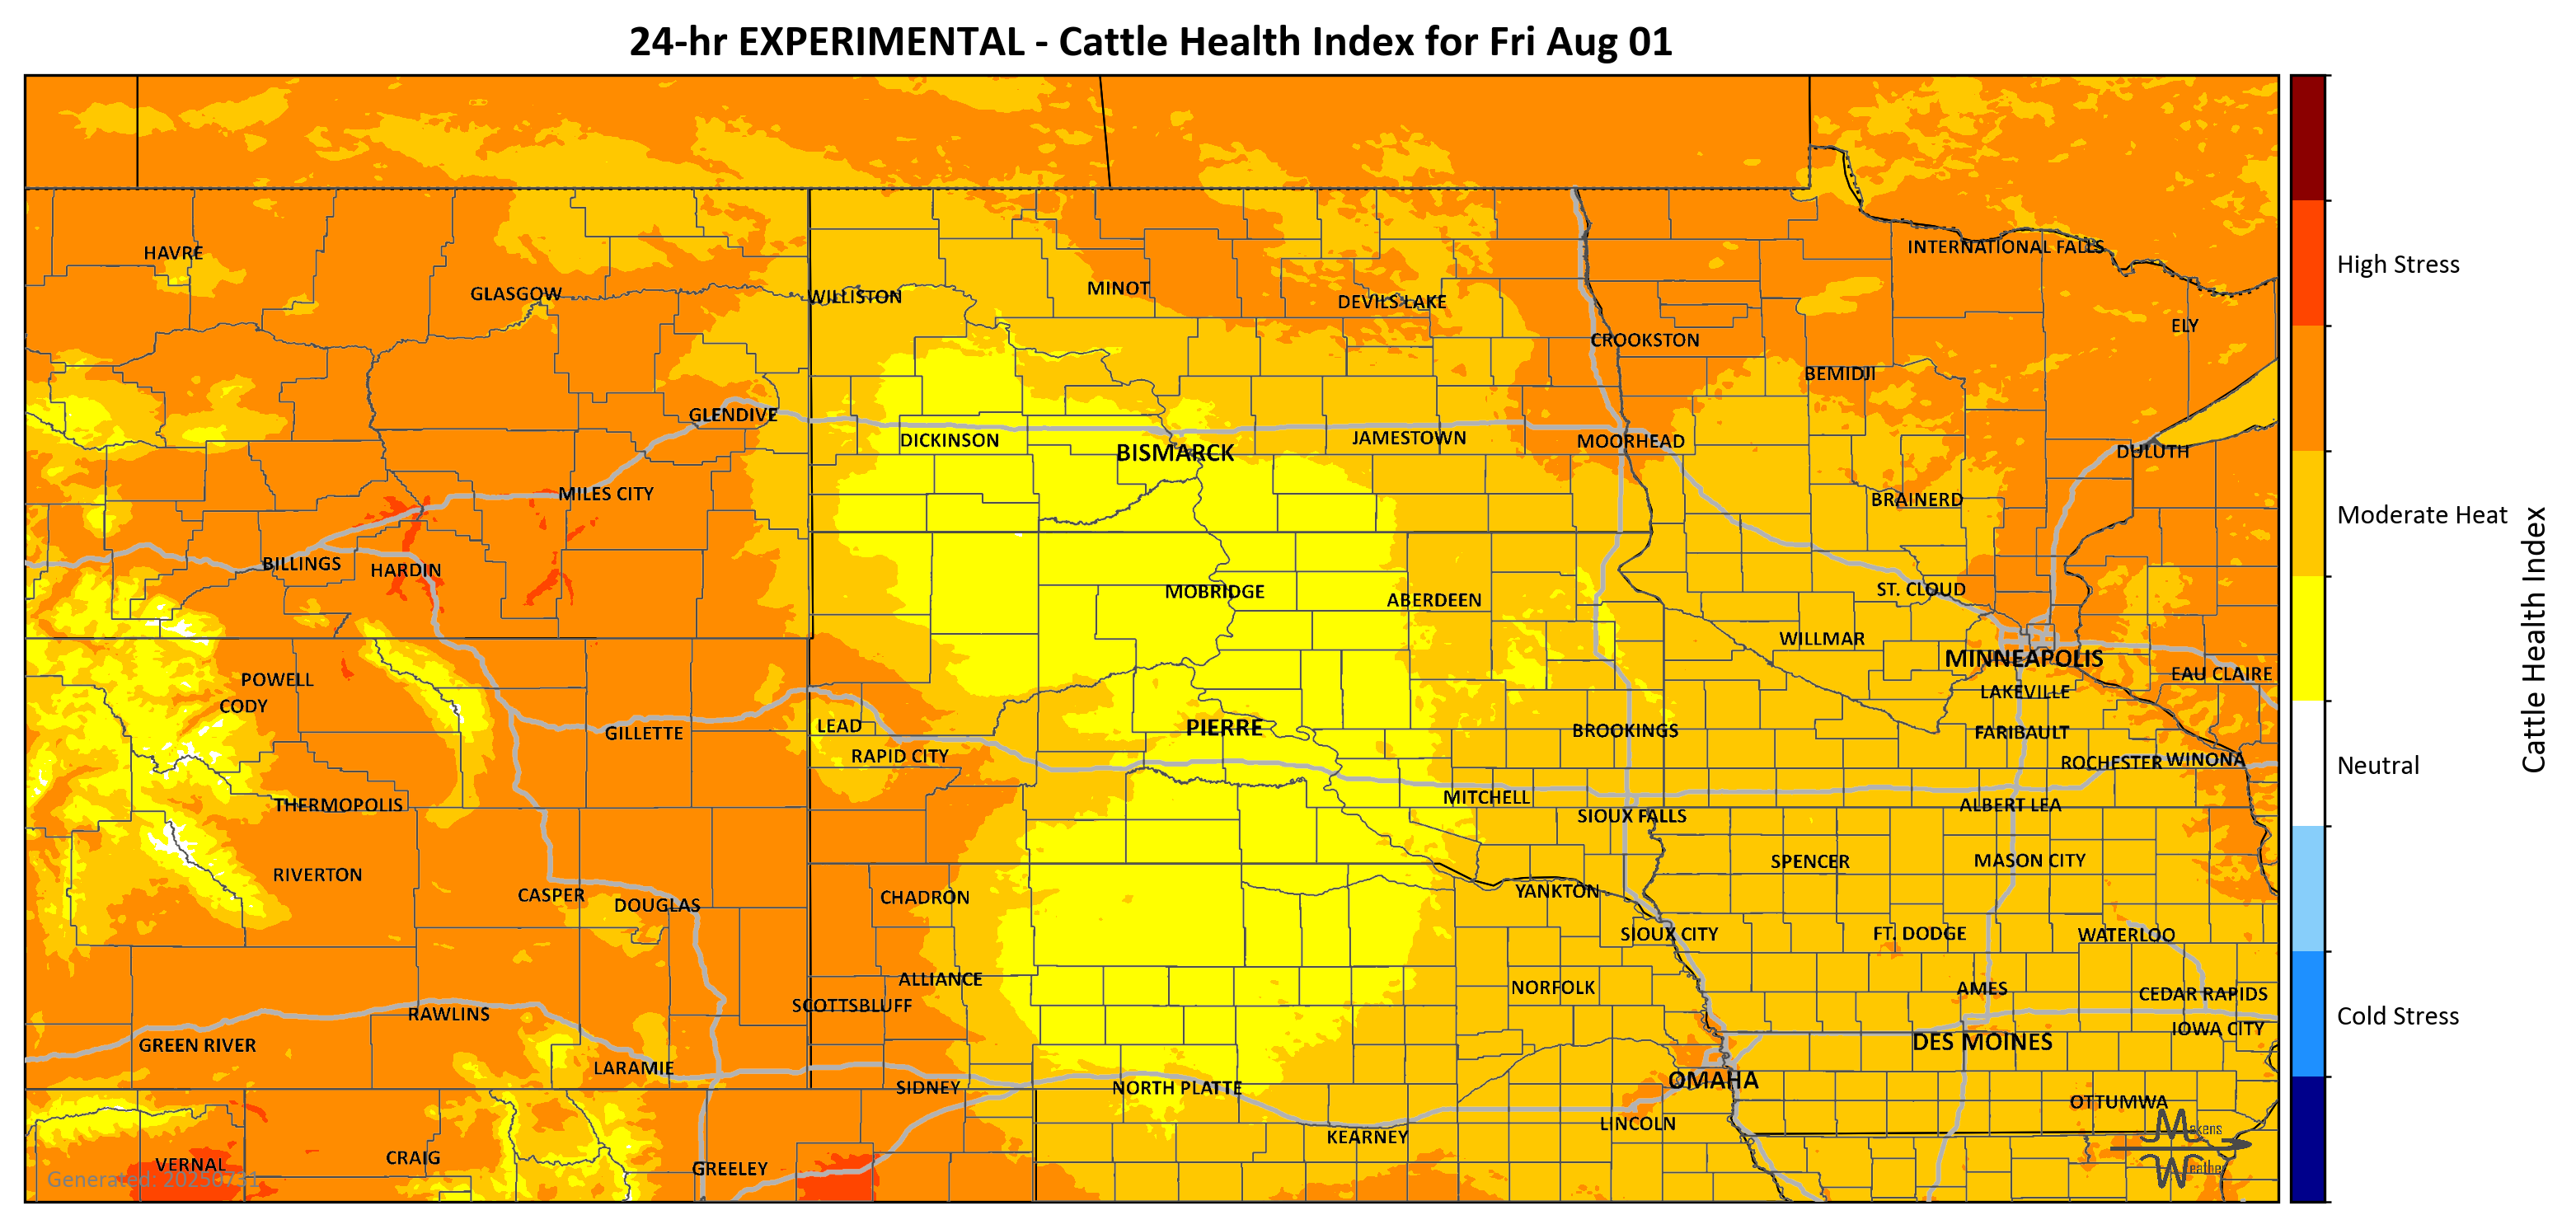 24-hr EXPERIMENTAL - Cattle Health Index for Fri Aug 01
HAVRE
INTERNATIONAL FALLS
GLASGOW
WILLISTON
MINOT
DEVILS LAKE
ELY
CROOKSTON
BEMIDJI
GLENDIVE
DICKINSON
BISMARCK
JAMESTOWN
MOORHEAD
DULUTH
MILES CITY
BRAINERD
BILLINGS
HARDIN
MOBRIDGE
ABERDEEN
ST. CLOUD
WILLMAR
MINNEAPOLIS
POWELL
EAU CLAIRE
CODY
LAKEVILLE
GILLETTE
LEAD
PIERRE
BROOKINGS
FARIBAULT
RAPID CITY
ROCHESTER
WINONA
THERMOPOLIS
MITCHELL
SIOUX FALLS
ALBERT LEA
RIVERTON
SPENCER
MASON CITY
CASPER
DOUGLAS
CHADRON
YANKTON
SIOUX CITY
FT. DODGE
WATERLOO
ALLIANCE
NORFOLK
AMES
CEDAR RAPIDS
SCOTTSBLUFF
RAWLINS
IOWA CITY
GREEN RIVER
DES MOINES
LARAMIE
SIDNEY
NORTH PLATTE
OMAHA
OTTUMWA
LINCOLN
KEARNEY
VERNAL
CRAIG
GREELEY
Generated: 20250731
Makens
Weather
High Stress
Moderate Heat
Neutral
Cold Stress
Cattle Health Index